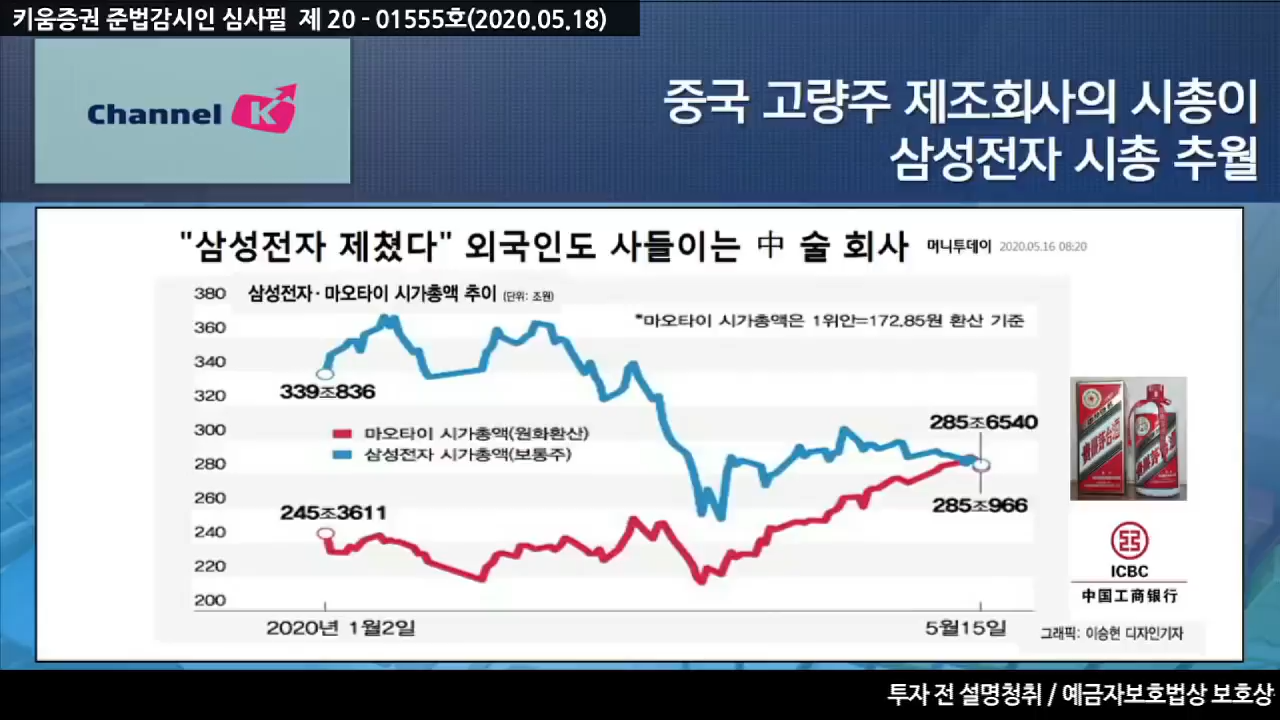 키움증권 준법감시인 심사필 제 20 - 01555호(2020.05.18)
Channel K
중국 고량주 제조회사의 시총이
삼성전자 시총 추월
"삼성전자 제쳤다" 외국인도 사들이는 中 술 회사 머니투데이 2020.05.16 08:20
삼성전자·마오타이 시가총액 추이 (단위: 조원)
*마오타이 시가총액은 1위안=172.85원 환산 기준
380
360
340
320
300
280
260
240
220
200
339조836
마오타이 시가총액(원화환산)
삼성전자 시가총액(보통주)
245조3611
285조6540
285조966
2020년 1월2일
5월15일
ICBC
中国工商银行
그래픽: 이승현 디자인기자
투자 전 설명청취 / 예금자보호법상 보호상